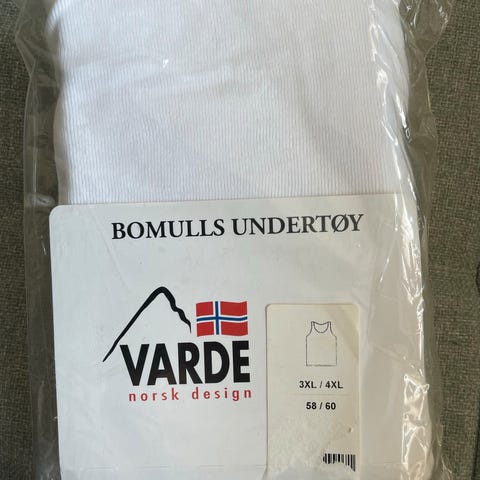 BOMULLS UNDERTØY
VARDE
norsk design
3XL / 4XL
58 / 60